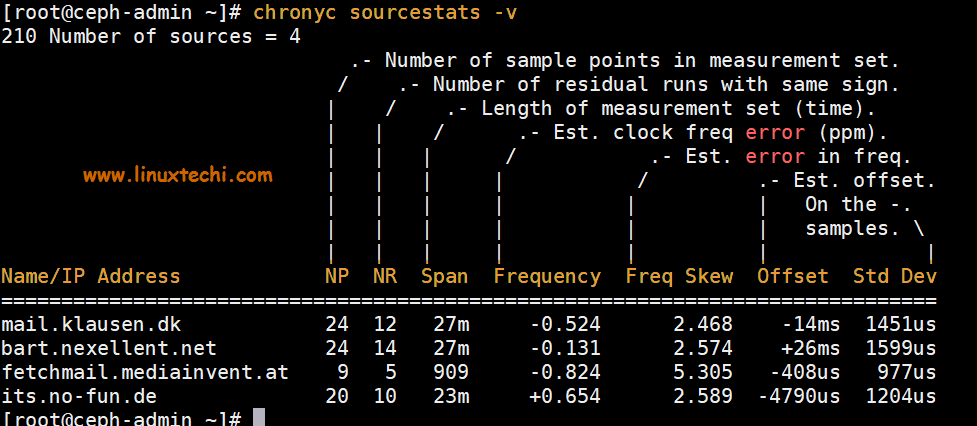 [root@ceph-admin ~]# chronyc sourcestats -v
210 Number of sources = 4
                             .- Number of sample points in measurement set.
                            /    .- Number of residual runs with same sign.
                           |    /    .- Length of measurement set (time).
                           |   |    /      .- Est. clock freq error (ppm).
                           |   |   |      /           .- Est. error in freq.
www.linuxtechi.com         |   |   |     |           /         .- Est. offset.
                           |   |   |     |          |          |   On the -.
                           |   |   |     |          |          |   samples. \
                           |   |   |     |          |          |             |
Name/IP Address            NP  NR  Span  Frequency  Freq Skew  Offset  Std Dev
==============================================================================
mail.klausen.dk            24  12   27m     -0.524      2.468    -14ms  1451us
bart.nexellent.net         24  14   27m     -0.131      2.574    +26ms  1599us
fetchmail.mediainvent.at    9   5   909     -0.824      5.305   -408us   977us
its.no-fun.de              20  10   23m     +0.654      2.589  -4790us  1204us
[root@ceph-admin ~]#